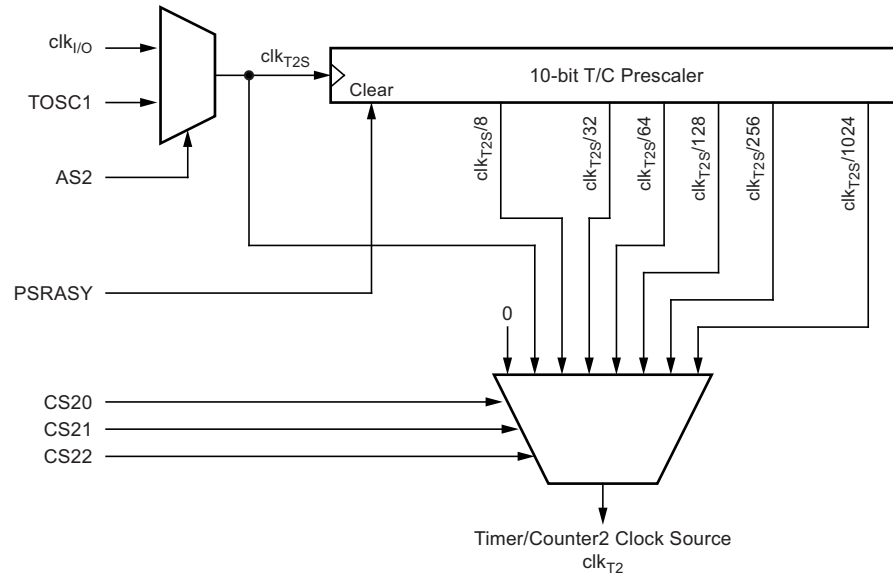 clkI/O
clkT2S
10-bit T/C Prescaler
Clear
TOSC1
AS2
clkT2S/8
clkT2S/32
clkT2S/64
clkT2S/128
clkT2S/256
clkT2S/1024
PSRASY
0
CS20
CS21
CS22
Timer/Counter2 Clock Source
clkT2